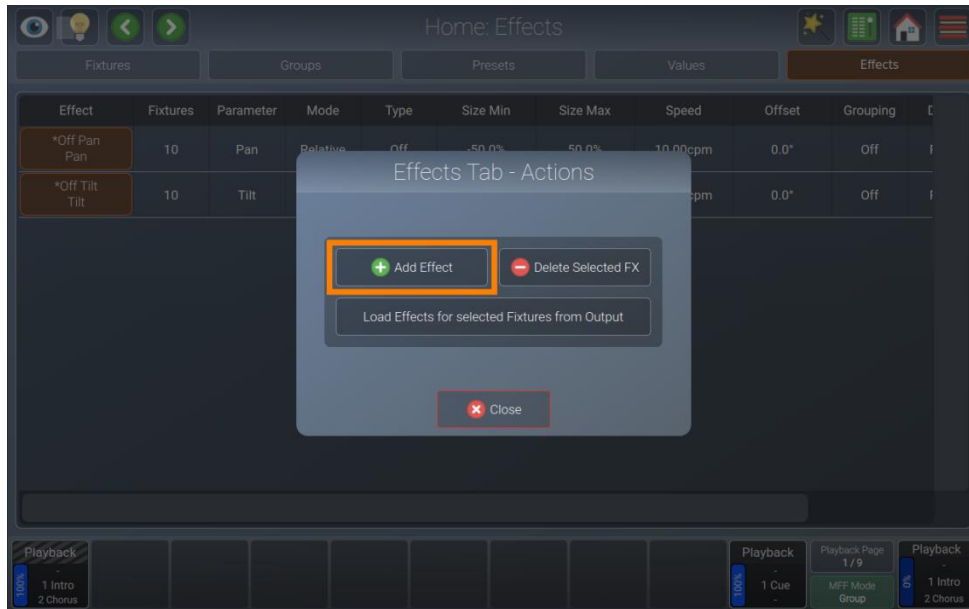 Home: Effects
Fixtures
Groups
Presets
Values
Effects
Effect Fixtures Parameter Mode Type Size Min Size Max Speed Offset Grouping
*Off Pan
Pan
10 Pan Relative Off -50.0% 50.0% 10.00cpm 0.0° Off
*Off Tilt
Tilt
10 Tilt cpm 0.0° Off
Effects Tab - Actions
Add Effect
Delete Selected FX
Load Effects for selected Fixtures from Output
Close
Playback
-
100%
1 Intro
2 Chorus
Playback
-
100%
1 Cue
-
Playback Page
1 / 9
MFF Mode
Group
Playback
-
0%
1 Intro
2 Chorus